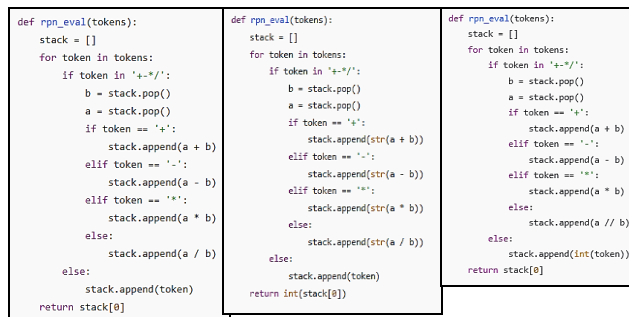 def rpn_eval(tokens):
    stack = []
    for token in tokens:
        if token in '+-*/':
            b = stack.pop()
            a = stack.pop()
            if token == '+':
                stack.append(a + b)
            elif token == '-':
                stack.append(a - b)
            elif token == '*':
                stack.append(a * b)
            else:
                stack.append(a / b)
        else:
            stack.append(token)
    return stack[0]
def rpn_eval(tokens):
    stack = []
    for token in tokens:
        if token in '+-*/':
            b = stack.pop()
            a = stack.pop()
            if token == '+':
                stack.append(str(a + b))
            elif token == '-':
                stack.append(str(a - b))
            elif token == '*':
                stack.append(str(a * b))
            else:
                stack.append(str(a / b))
        else:
            stack.append(token)
    return int(stack[0])
def rpn_eval(tokens):
    stack = []
    for token in tokens:
        if token in '+-*/':
            b = stack.pop()
            a = stack.pop()
            if token == '+':
                stack.append(a + b)
            elif token == '-':
                stack.append(a - b)
            elif token == '*':
                stack.append(a * b)
            else:
                stack.append(a // b)
        else:
            stack.append(int(token))
    return stack[0]